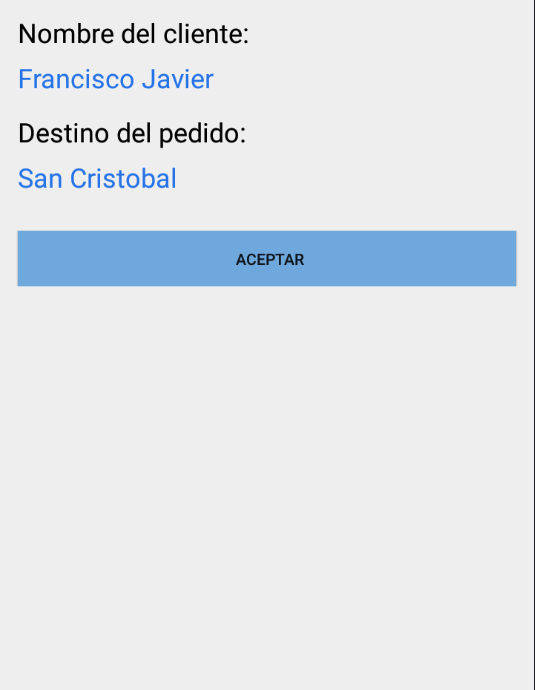 Nombre del cliente:
Francisco Javier
Destino del pedido:
San Cristobal
ACEPTAR